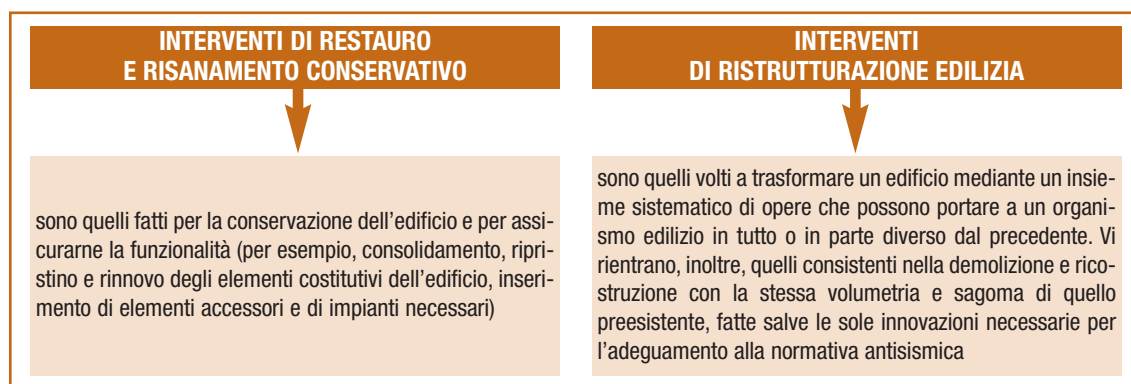 INTERVENTI DI RESTAURO
E RISANAMENTO CONSERVATIVO
sono quelli fatti per la conservazione dell'edificio e per assi-
curarne la funzionalità (per esempio, consolidamento, ripri-
stino e rinnovo degli elementi costitutivi dell'edificio, inseri-
mento di elementi accessori e di impianti necessari)
INTERVENTI
DI RISTRUTTURAZIONE EDILIZIA
sono quelli volti a trasformare un edificio mediante un insie-
me sistematico di opere che possono portare a un organi-
smo edilizio in tutto o in parte diverso dal precedente. Vi
rientrano, inoltre, quelli consistenti nella demolizione e rico-
struzione con la stessa volumetria e sagoma di quello
preesistente, fatte salve le sole innovazioni necessarie per
l'adeguamento alla normativa antisismica